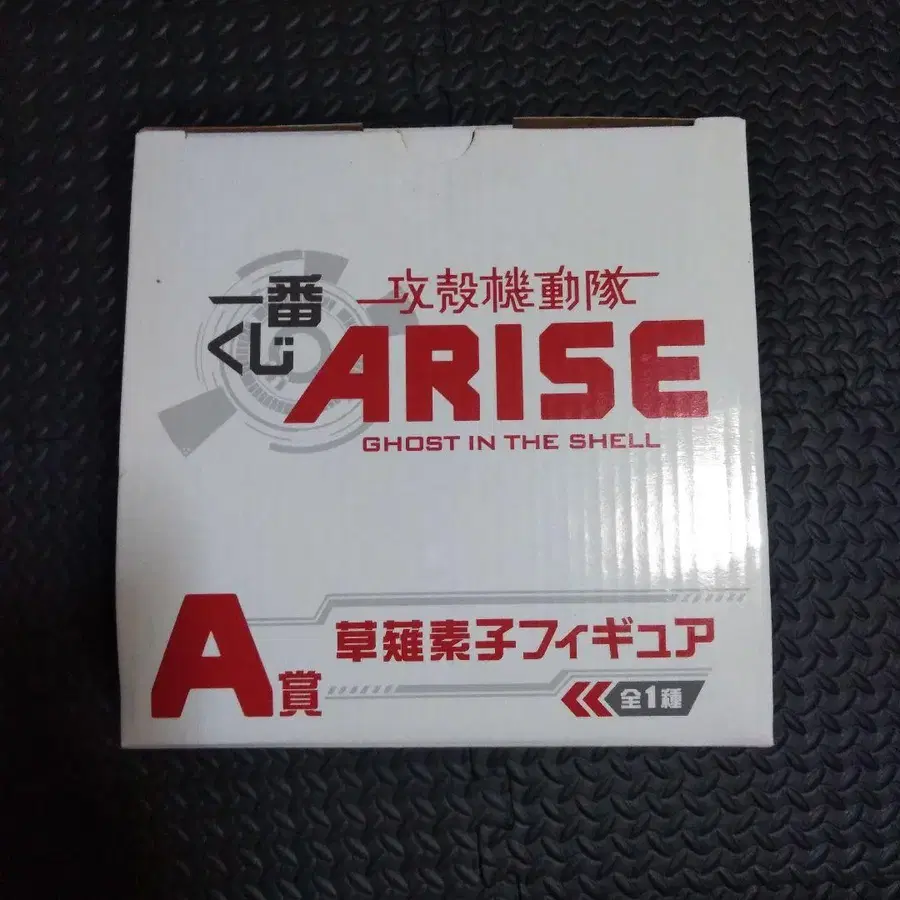 一番
くじ
攻殻機動隊
ARISE
GHOST IN THE SHELL
A賞
草薙素子フィギュア
全1種